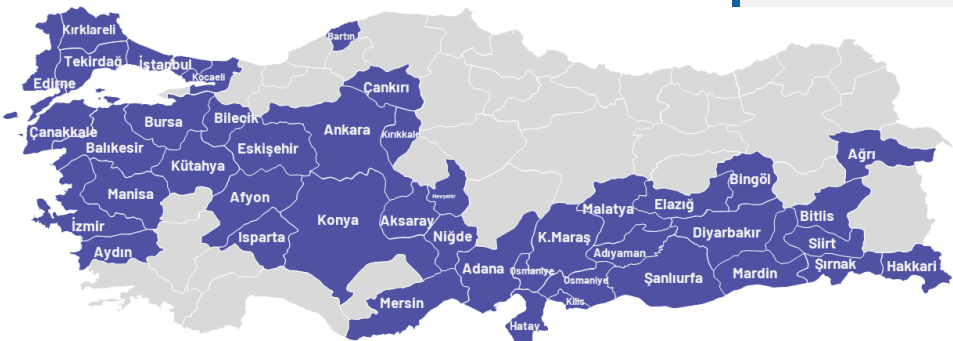 Kırklareli
Tekirdağ
İstanbul
Kocaeli
Edirne
Bartın
Çankırı
Çanakkale
Bursa
Bilecik
Ankara
Kırıkkale
Balıkesir
Eskişehir
Kütahya
Ağrı
Manisa
Afyon
Nevşehir
Bingöl
Elazığ
Malatya
Bitlis
İzmir
Isparta
Konya
Aksaray
Niğde
K.Maraş
Diyarbakır
Siirt
Aydın
Adıyaman
Adana
Osmaniye
Osmaniye
Şanlıurfa
Mardin
Şırnak
Hakkari
Mersin
Kilis
Hatay